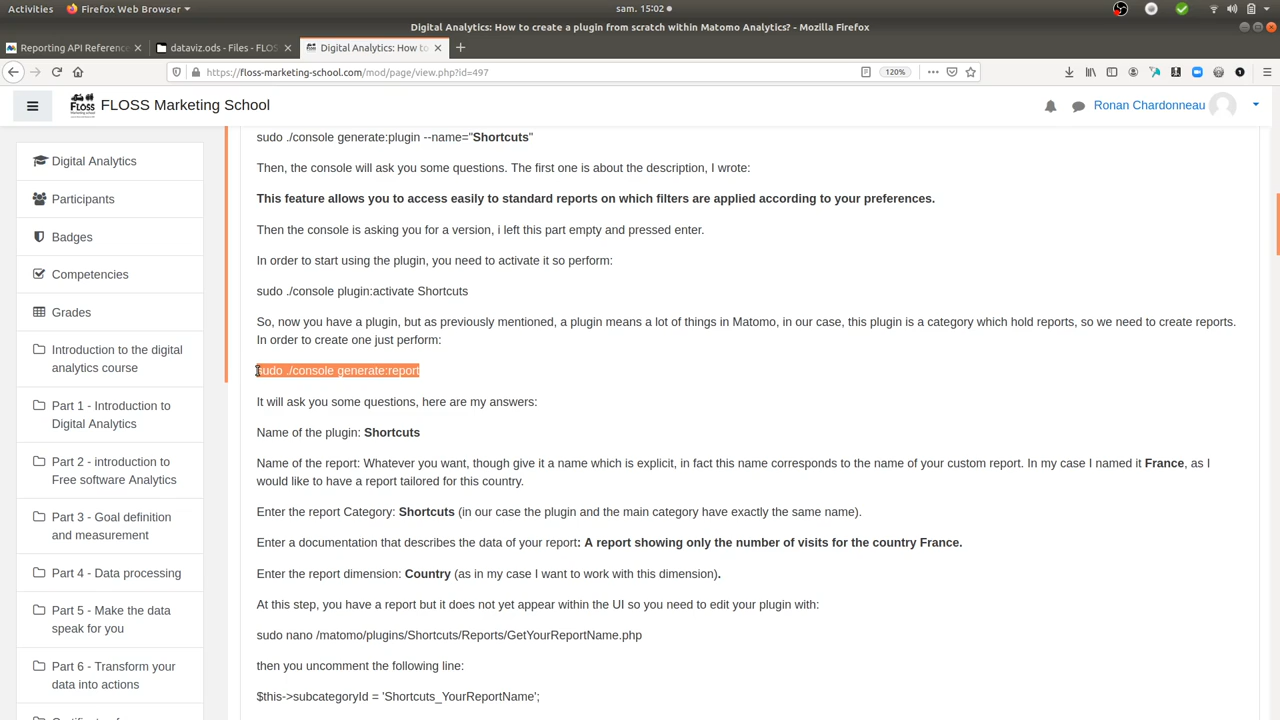 Activities Firefox Web Browser sam. 15:02
Digital Analytics: How to create a plugin from scratch within Matomo Analytics? - Mozilla Firefox
Reporting API Reference
dataviz.ods - Files - FLOS
Digital Analytics: How to
https://floss-marketing-school.com/mod/page/view.php?id=497 120%
FLOSS Marketing School Ronan Chardonneau
Digital Analytics
Participants
Badges
Competencies
Grades
Introduction to the digital
analytics course
Part 1 - Introduction to
Digital Analytics
Part 2 - introduction to
Free software Analytics
Part 3 - Goal definition
and measurement
Part 4 - Data processing
Part 5 - Make the data
speak for you
Part 6 - Transform your
data into actions
sudo ./console generate:plugin --name="Shortcuts"
Then, the console will ask you some questions. The first one is about the description, I wrote:
This feature allows you to access easily to standard reports on which filters are applied according to your preferences.
Then the console is asking you for a version, i left this part empty and pressed enter.
In order to start using the plugin, you need to activate it so perform:
sudo ./console plugin:activate Shortcuts
So, now you have a plugin, but as previously mentioned, a plugin means a lot of things in Matomo, in our case, this plugin is a category which hold reports, so we need to create reports.
In order to create one just perform:
sudo ./console generate:report
It will ask you some questions, here are my answers:
Name of the plugin: Shortcuts
Name of the report: Whatever you want, though give it a name which is explicit, in fact this name corresponds to the name of your custom report. In my case I named it France, as I
would like to have a report tailored for this country.
Enter the report Category: Shortcuts (in our case the plugin and the main category have exactly the same name).
Enter a documentation that describes the data of your report: A report showing only the number of visits for the country France.
Enter the report dimension: Country (as in my case I want to work with this dimension).
At this step, you have a report but it does not yet appear within the UI so you need to edit your plugin with:
sudo nano /matomo/plugins/Shortcuts/Reports/GetYourReportName.php
then you uncomment the following line:
$this->subcategoryId = 'Shortcuts_YourReportName';